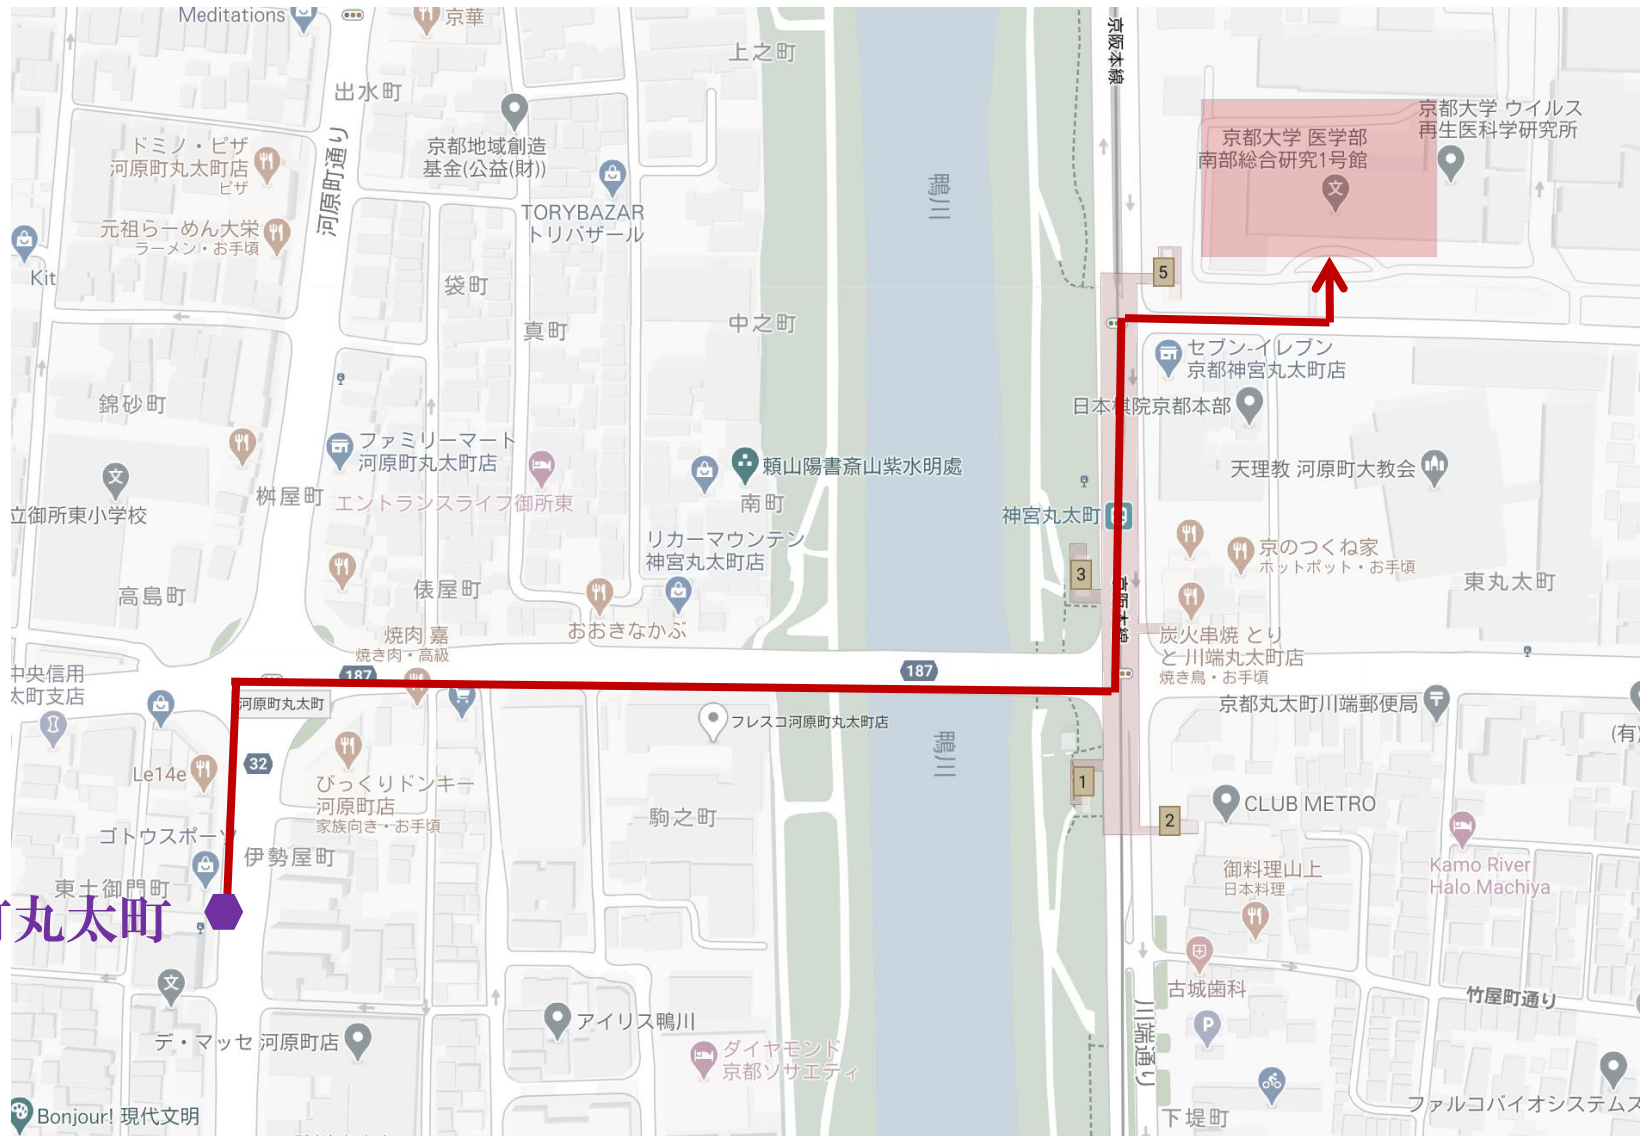 Meditations
京華
上之町
京阪本線
出水町
京都大学 ウイルス
再生医科学研究所
京都大学 医学部
南部総合研究1号館
ドミノ・ピザ
河原町丸太町店
ピザ
河原町通り
京都地域創造
基金(公益(財))
鴨川
TORYBAZAR
トリバザール
元祖らーめん大栄
ラーメン・お手頃
Kit
袋町
5
真町
中之町
セブン-イレブン
京都神宮丸太町店
錦砂町
日本棋院京都本部
ファミリーマート
河原町丸太町店
頼山陽書斎山紫水明處
天理教 河原町大教会
桝屋町
エントランスライフ御所東
南町
立御所東小学校
神宮丸太町
リカーマウンテン
神宮丸太町店
京のつくね家
ホットポット・お手頃
3
高島町
俵屋町
東丸太町
京阪本線
おおきなかぶ
焼肉 嘉
焼き肉・高級
炭火串焼 とり
と 川端丸太町店
焼き鳥・お手頃
中央信用
太町支店
187
187
河原町丸太町
フレスコ河原町丸太町店
京都丸太町川端郵便局
(有)
鴨川
32
Le14e
びっくりドンキー
河原町店
家族向き・お手頃
1
2
CLUB METRO
駒之町
ゴトウスポーツ
伊勢屋町
御料理山上
日本料理
Kamo River
Halo Machiya
東土御門町
丸太町
古城歯科
竹屋町通り
川端通り
アイリス鴨川
デ・マッセ 河原町店
ダイヤモンド
京都ソサエティ
P
Bonjour! 現代文明
下堤町
ファルコバイオシステムズ